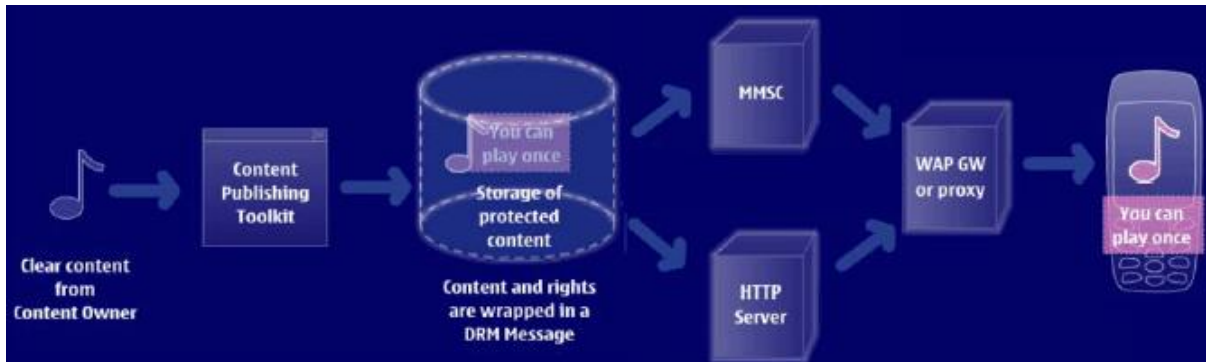 Clear content
from
Content Owner
Content
Publishing
Toolkit
You can
play once
Storage of
protected
content
Content and rights
are wrapped in a
DRM Message
MMSC
HTTP
Server
WAP GW
or proxy
You can
play once